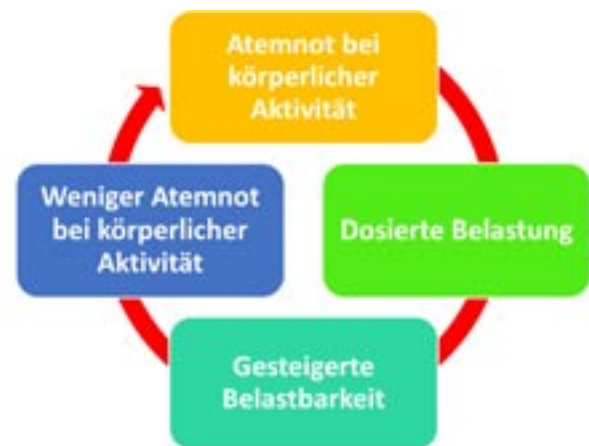 Atemnot bei
körperlicher
Aktivität
Dosierte Belastung
Gesteigerte
Belastbarkeit
Weniger Atemnot
bei körperlicher
Aktivität